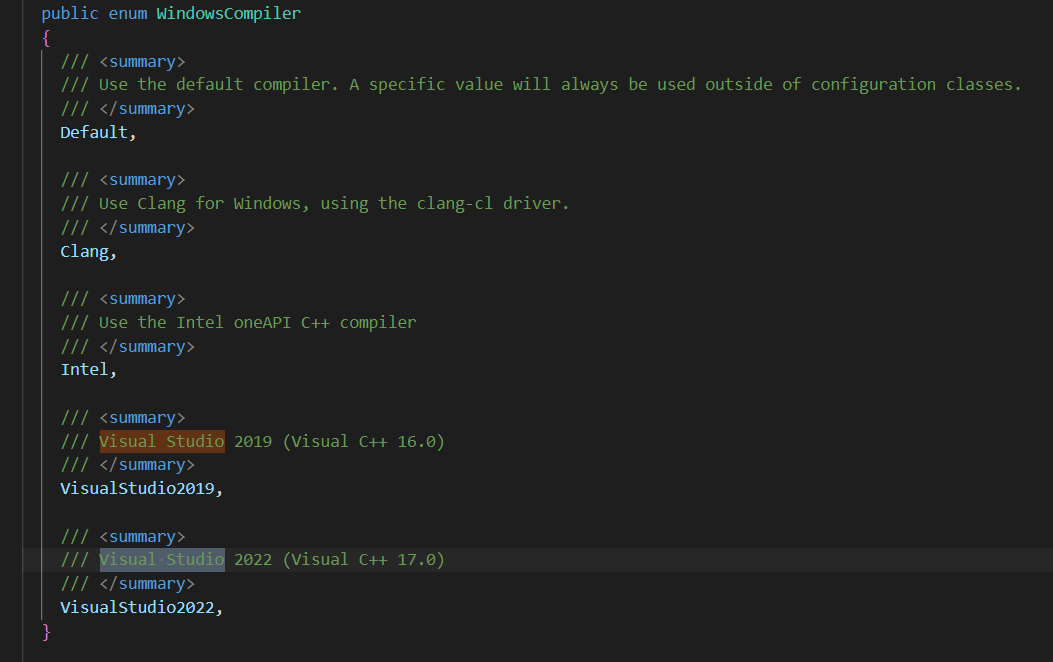 public enum WindowsCompiler
{
/// <summary>
/// Use the default compiler. A specific value will always be used outside of configuration classes.
/// </summary>
Default,
/// <summary>
/// Use Clang for Windows, using the clang-cl driver.
/// </summary>
Clang,
/// <summary>
/// Use the Intel oneAPI C++ compiler
/// </summary>
Intel,
/// <summary>
/// Visual Studio 2019 (Visual C++ 16.0)
/// </summary>
VisualStudio2019,
/// <summary>
/// Visual Studio 2022 (Visual C++ 17.0)
/// </summary>
VisualStudio2022,
}